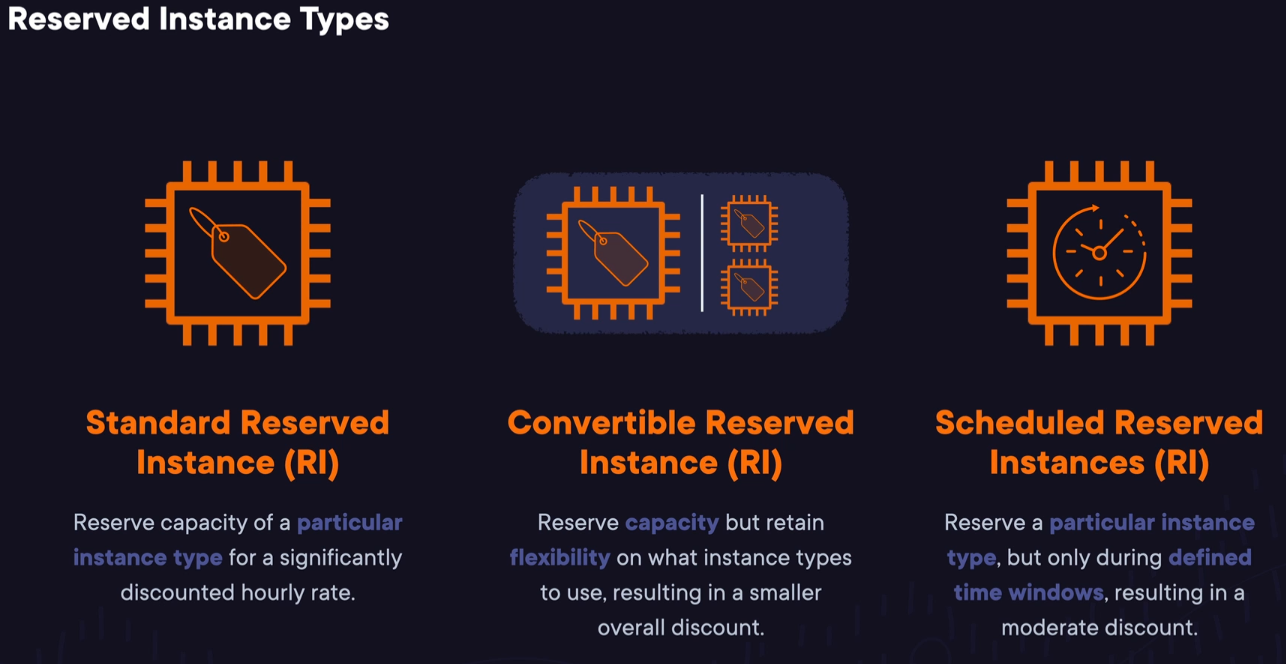 Reserved Instance Types
Standard Reserved
Instance (RI)
Reserve capacity of a particular
instance type for a significantly
discounted hourly rate.
Convertible Reserved
Instance (RI)
Reserve capacity but retain
flexibility on what instance types
to use, resulting in a smaller
overall discount.
Scheduled Reserved
Instances (RI)
Reserve a particular instance
type, but only during defined
time windows, resulting in a
moderate discount.